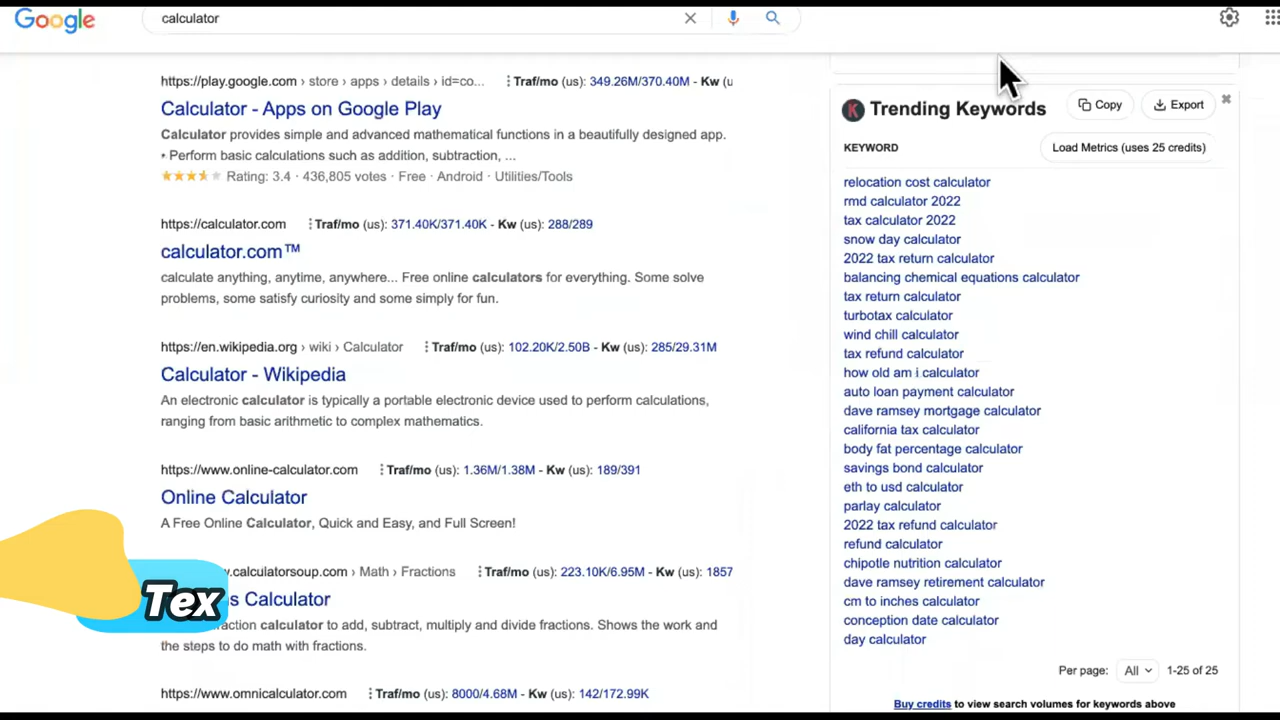 Google
calculator
https://play.google.com › store › apps › details › id=co... Traf/mo (us): 349.26M/370.40M - Kw (u
Calculator - Apps on Google Play
Calculator provides simple and advanced mathematical functions in a beautifully designed app.
• Perform basic calculations such as addition, subtraction, ...
Rating: 3.4 · 436,805 votes · Free · Android · Utilities/Tools
https://calculator.com Traf/mo (us): 371.40K/371.40K - Kw (us): 288/289
calculator.com™
calculate anything, anytime, anywhere... Free online calculators for everything. Some solve
problems, some satisfy curiosity and some simply for fun.
https://en.wikipedia.org › wiki › Calculator Traf/mo (us): 102.20K/2.50B - Kw (us): 285/29.31M
Calculator - Wikipedia
An electronic calculator is typically a portable electronic device used to perform calculations,
ranging from basic arithmetic to complex mathematics.
https://www.online-calculator.com Traf/mo (us): 1.36M/1.38M - Kw (us): 189/391
Online Calculator
A Free Online Calculator, Quick and Easy, and Full Screen!
w.calculatorsoup.com › Math › Fractions Traf/mo (us): 223.10K/6.95M - Kw (us): 1857
s Calculator
raction calculator to add, subtract, multiply and divide fractions. Shows the work and
the steps to do math with fractions.
https://www.omnicalculator.com Traf/mo (us): 8000/4.68M - Kw (us): 142/172.99K
Tex
K Trending Keywords
Copy
Export
KEYWORD
Load Metrics (uses 25 credits)
relocation cost calculator
rmd calculator 2022
tax calculator 2022
snow day calculator
2022 tax return calculator
balancing chemical equations calculator
tax return calculator
turbotax calculator
wind chill calculator
tax refund calculator
how old am i calculator
auto loan payment calculator
dave ramsey mortgage calculator
california tax calculator
body fat percentage calculator
savings bond calculator
eth to usd calculator
parlay calculator
2022 tax refund calculator
refund calculator
chipotle nutrition calculator
dave ramsey retirement calculator
cm to inches calculator
conception date calculator
day calculator
Per page: All 1-25 of 25
Buy credits to view search volumes for keywords above